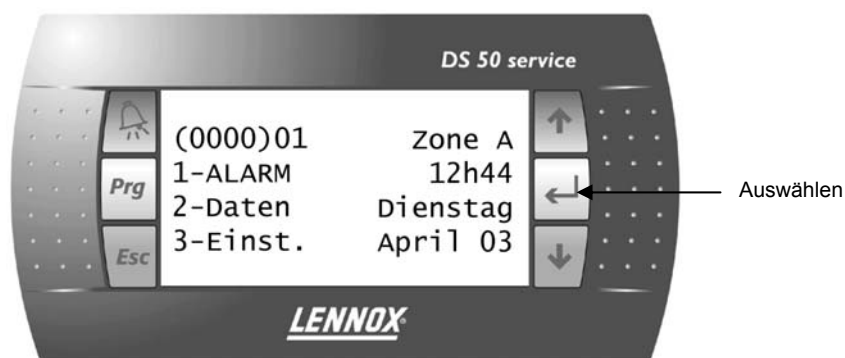 DS 50 service
(0000)01 Zone A
1-ALARM 12h44
Prg
2-Daten Dienstag
3-Einst. April 03
Esc
Auswählen
LENNOX